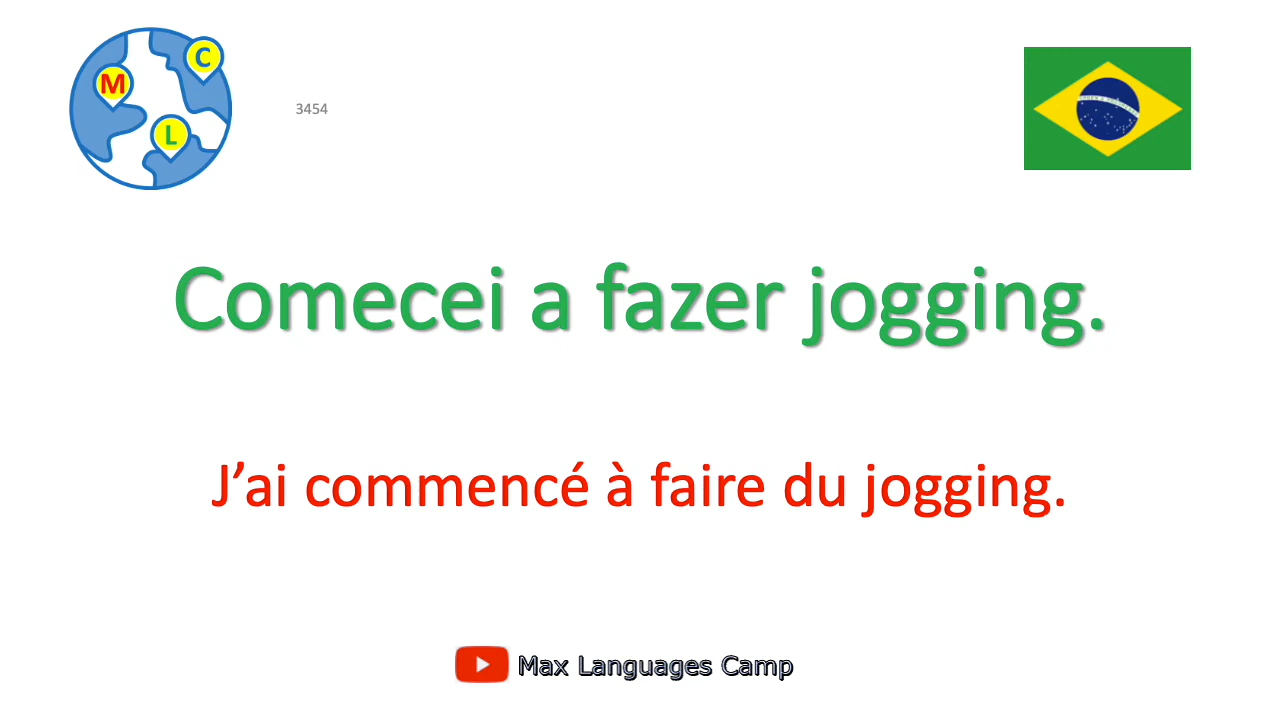 M
C
L
3454
Comecei a fazer jogging.
J’ai commencé à faire du jogging.
Max Languages Camp